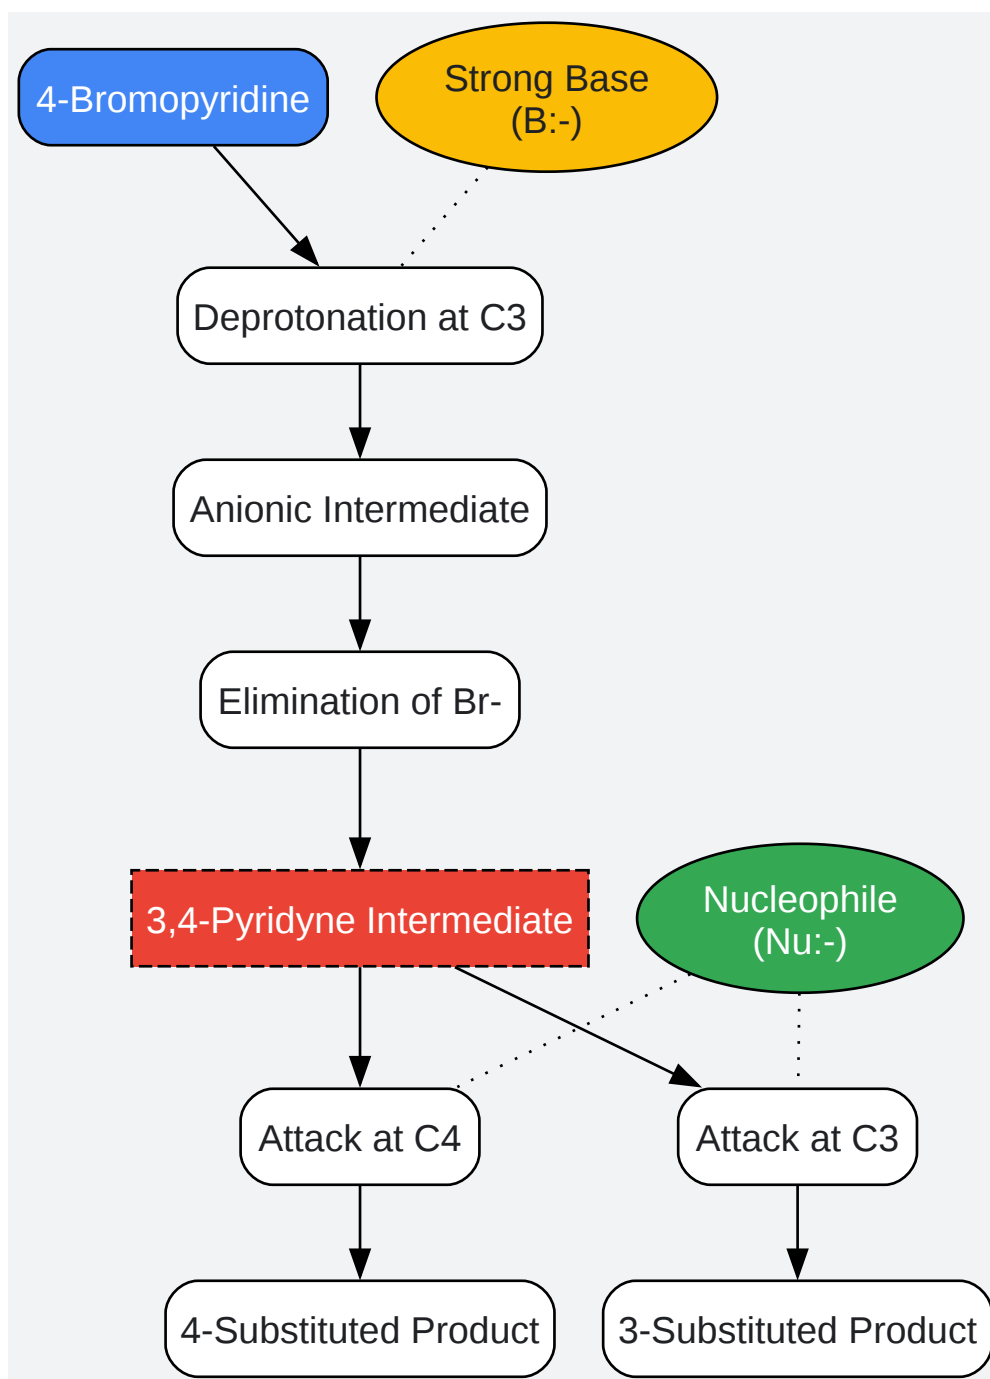 4-Bromopyridine
Strong Base
(B:-)
Deprotonation at C3
Anionic Intermediate
Elimination of Br-
3,4-Pyridyne Intermediate
Nucleophile
(Nu:-)
Attack at C4
Attack at C3
4-Substituted Product
3-Substituted Product